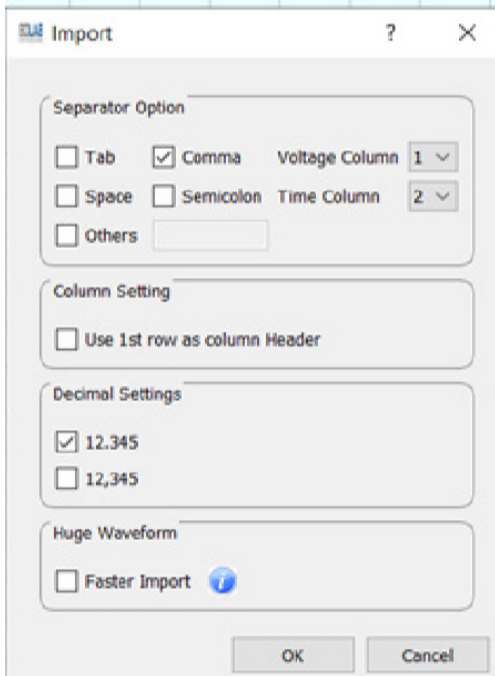 Import ?
Separator Option
Tab Comma Voltage Column 1
Space Semicolon Time Column 2
Others
Column Setting
Use 1st row as column Header
Decimal Settings
12.345
12,345
Huge Waveform
Faster Import i
OK Cancel